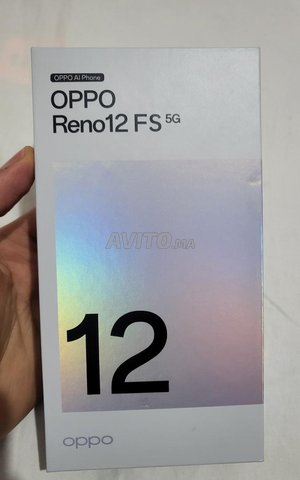 OPPO AI Phone
OPPO
Reno12 FS 5G
AVITO.MA
12
oppo